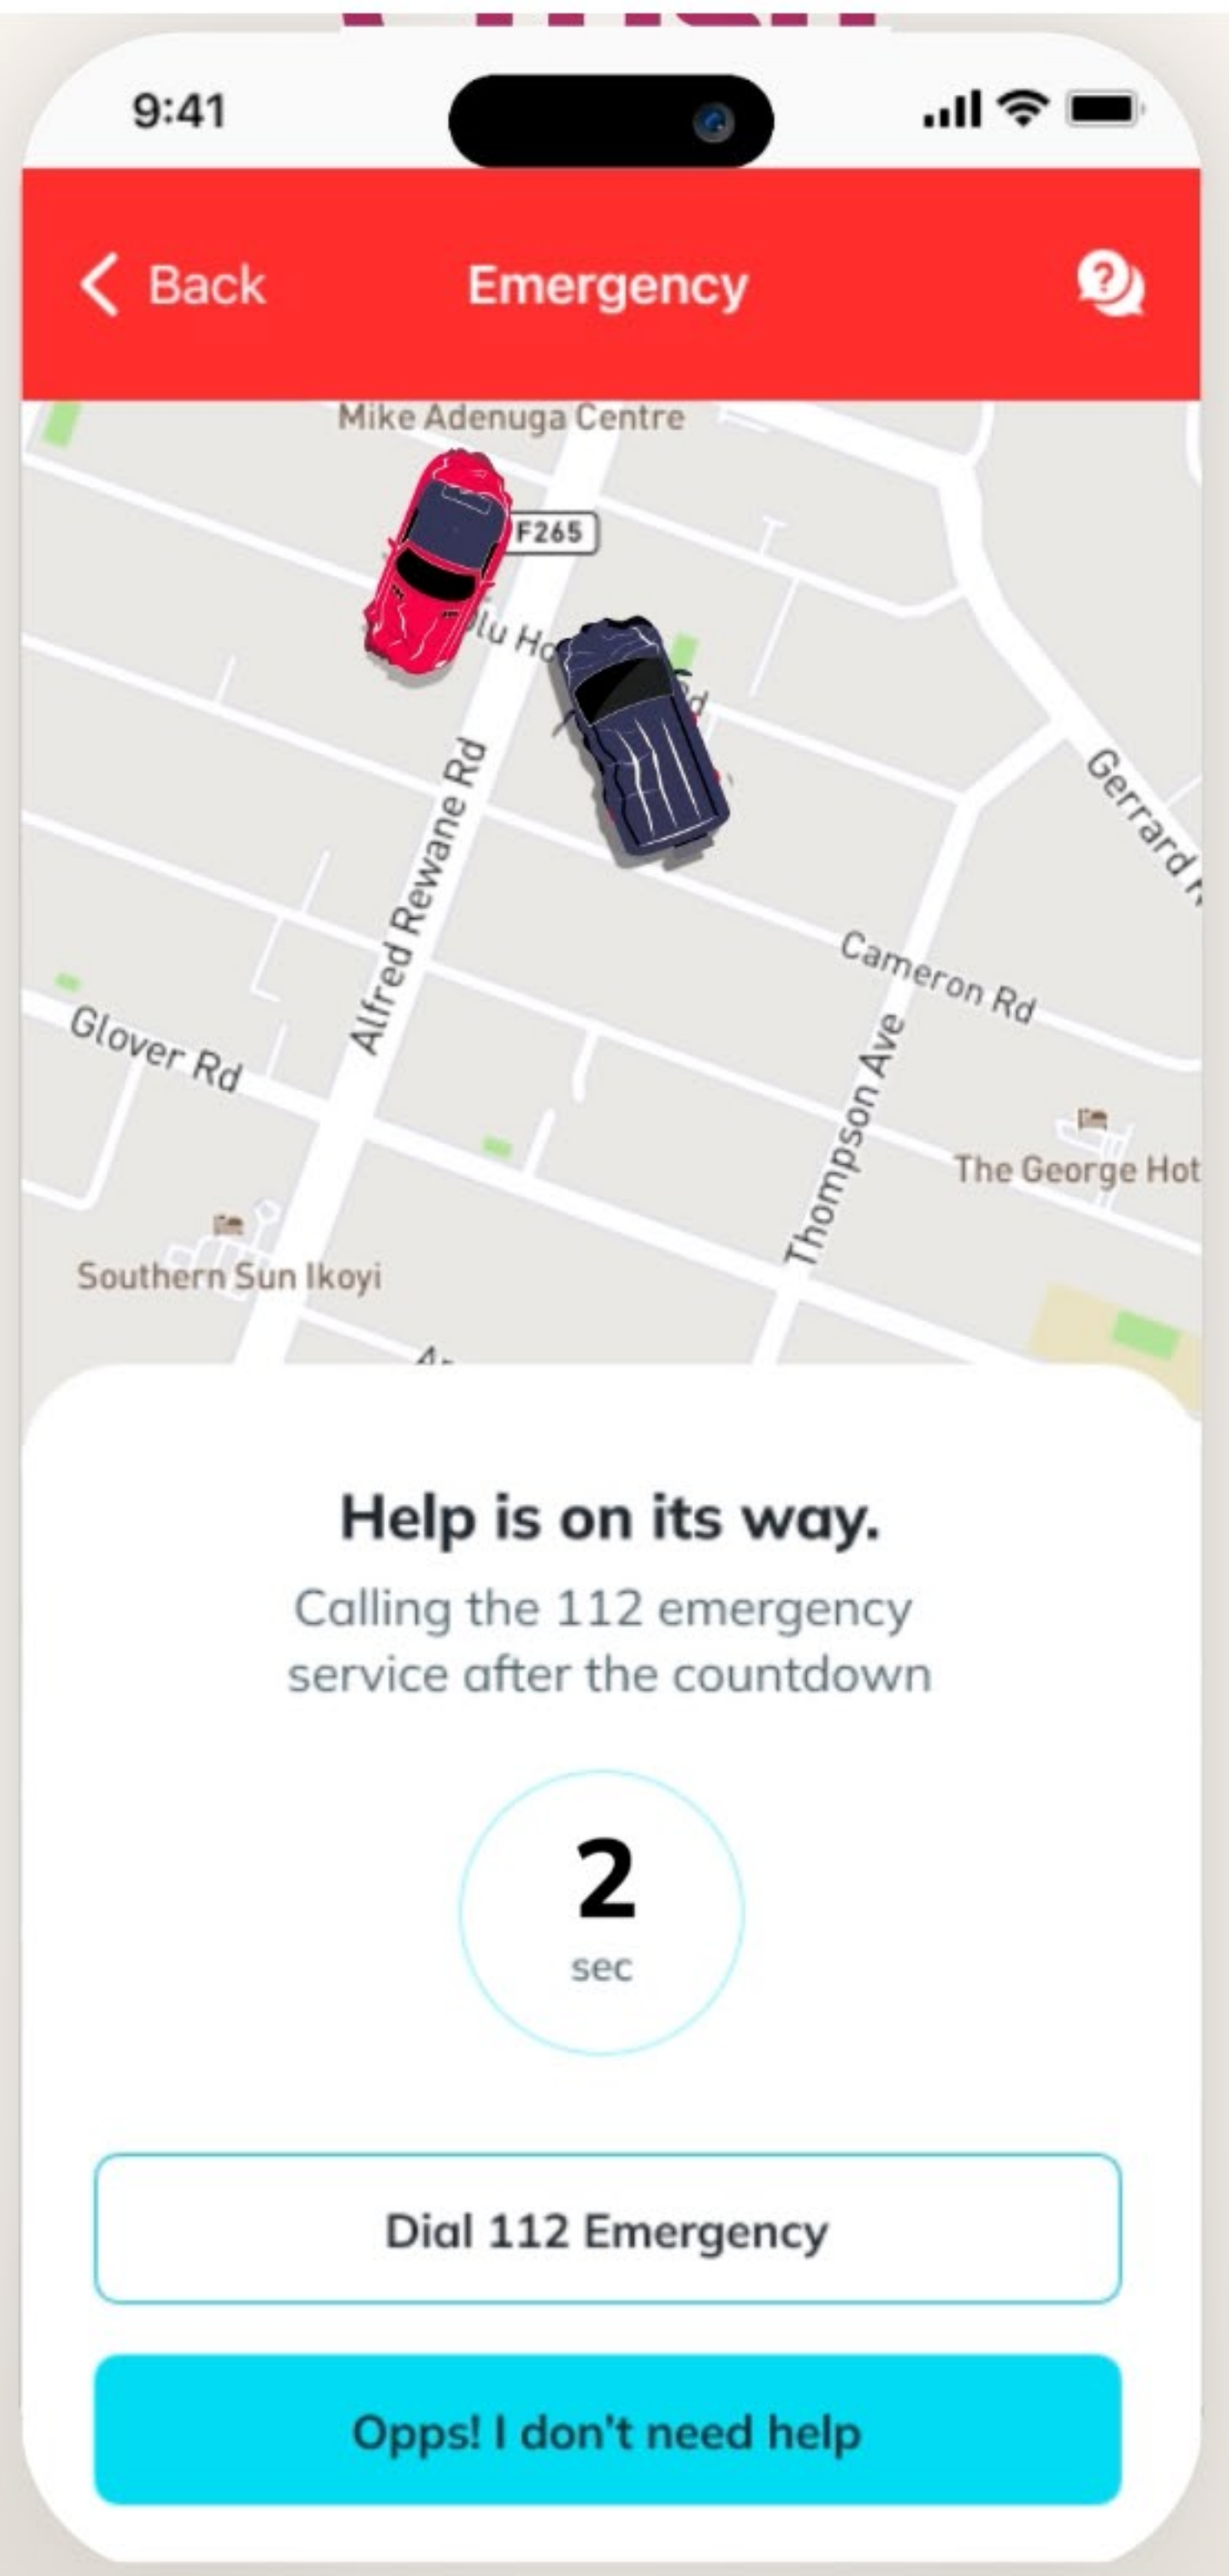 9:41
Back
Emergency
Mike Adenuga Centre
F265
Rd
Alfred Rewane Rd
Gerrard
Cameron Rd
Glover Rd
Thompson Ave
The George Hot
Southern Sun Ikoyi
Help is on its way.
Calling the 112 emergency
service after the countdown
2
sec
Dial 112 Emergency
Opps! I don't need help